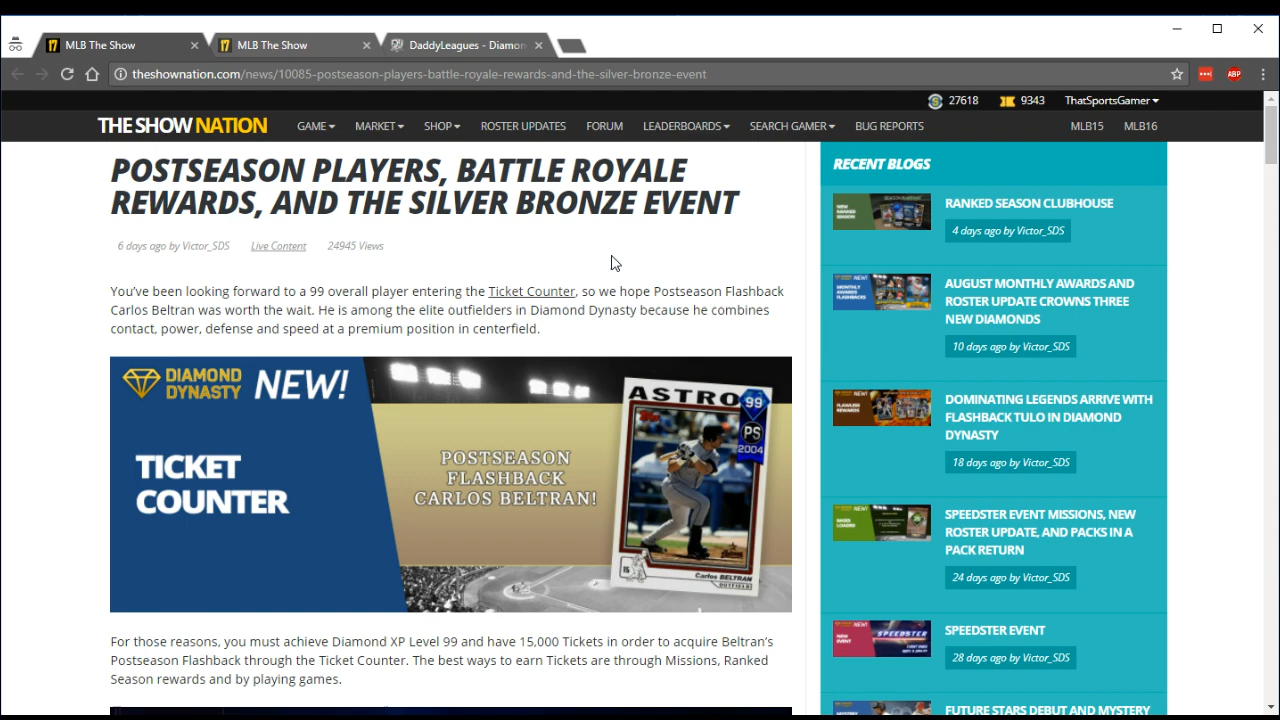 MLB The Show
MLB The Show
DaddyLeagues - Diamon
theshownation.com/news/10085-postseason-players-battle-royale-rewards-and-the-silver-bronze-event
ABP
27618
9343
ThatSportsGamer
THE SHOW NATION
GAME
MARKET
SHOP
ROSTER UPDATES
FORUM
LEADERBOARDS
SEARCH GAMER
BUG REPORTS
MLB15
MLB16
POSTSEASON PLAYERS, BATTLE ROYALE
REWARDS, AND THE SILVER BRONZE EVENT
6 days ago by Victor_SDS
Live Content
24945 Views
You've been looking forward to a 99 overall player entering the Ticket Counter, so we hope Postseason Flashback
Carlos Beltran was worth the wait. He is among the elite outfielders in Diamond Dynasty because he combines
contact, power, defense and speed at a premium position in centerfield.
DIAMOND
DYNASTY
NEW!
TICKET
COUNTER
POSTSEASON
FLASHBACK
CARLOS BELTRAN!
ASTRO
99
PS
2004
15
Carlos BELTRAN
OUTFIELD
For those reasons, you must achieve Diamond XP Level 99 and have 15,000 Tickets in order to acquire Beltran's
Postseason Flashback through the Ticket Counter. The best ways to earn Tickets are through Missions, Ranked
Season rewards and by playing games.
RECENT BLOGS
RANKED SEASON CLUBHOUSE
4 days ago by Victor_SDS
AUGUST MONTHLY AWARDS AND
ROSTER UPDATE CROWNS THREE
NEW DIAMONDS
10 days ago by Victor_SDS
DOMINATING LEGENDS ARRIVE WITH
FLASHBACK TULO IN DIAMOND
DYNASTY
18 days ago by Victor_SDS
SPEEDSTER EVENT MISSIONS, NEW
ROSTER UPDATE, AND PACKS IN A
PACK RETURN
24 days ago by Victor_SDS
SPEEDSTER EVENT
28 days ago by Victor_SDS
FUTURE STARS DEBUT AND MYSTERY